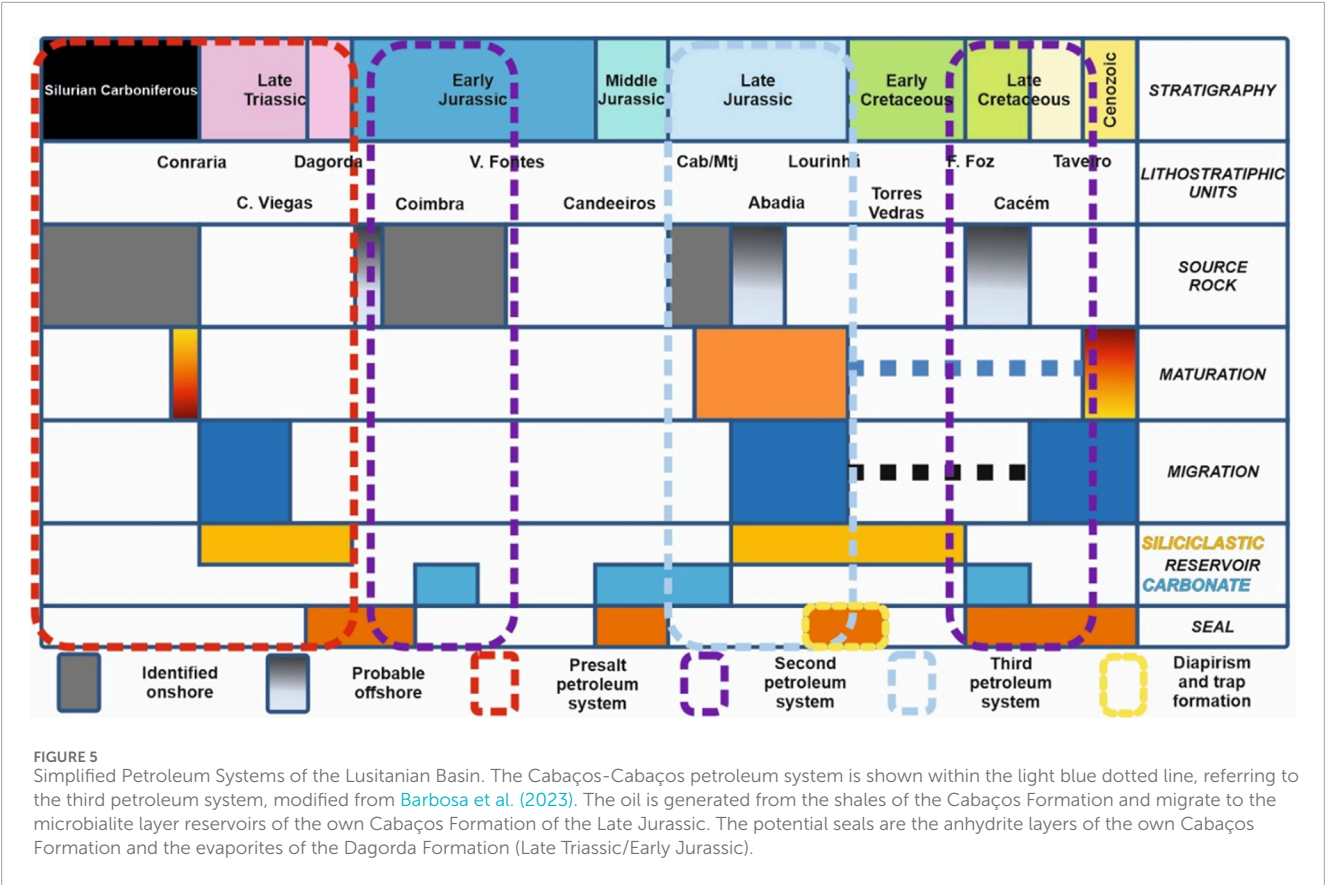 Silurian Carboniferous
Late
Triassic
Early
Jurassic
Middle
Jurassic
Late
Jurassic
Early
Cretaceous
Late
Cretaceous
Cenozoic
STRATIGRAPHY
Conraria
Dagorda
V. Fontes
Cab/Mtj
Lourinhã
F. Foz
Taveiro
C. Viegas
Coimbra
Candeeiros
Abadia
Torres
Vedras
Cacém
LITHOSTRATIPHIC
UNITS
SOURCE
ROCK
MATURATION
MIGRATION
SILICICLASTIC
RESERVOIR
CARBONATE
SEAL
Identified
onshore
Probable
offshore
Presalt
petroleum
system
Second
petroleum
system
Third
petroleum
system
Diapirism
and trap
formation
FIGURE 5
Simplified Petroleum Systems of the Lusitanian Basin. The Cabaços-Cabaços petroleum system is shown within the light blue dotted line, referring to
the third petroleum system, modified from Barbosa et al. (2023). The oil is generated from the shales of the Cabaços Formation and migrate to the
microbialite layer reservoirs of the own Cabaços Formation of the Late Jurassic. The potential seals are the anhydrite layers of the own Cabaços
Formation and the evaporites of the Dagorda Formation (Late Triassic/Early Jurassic).